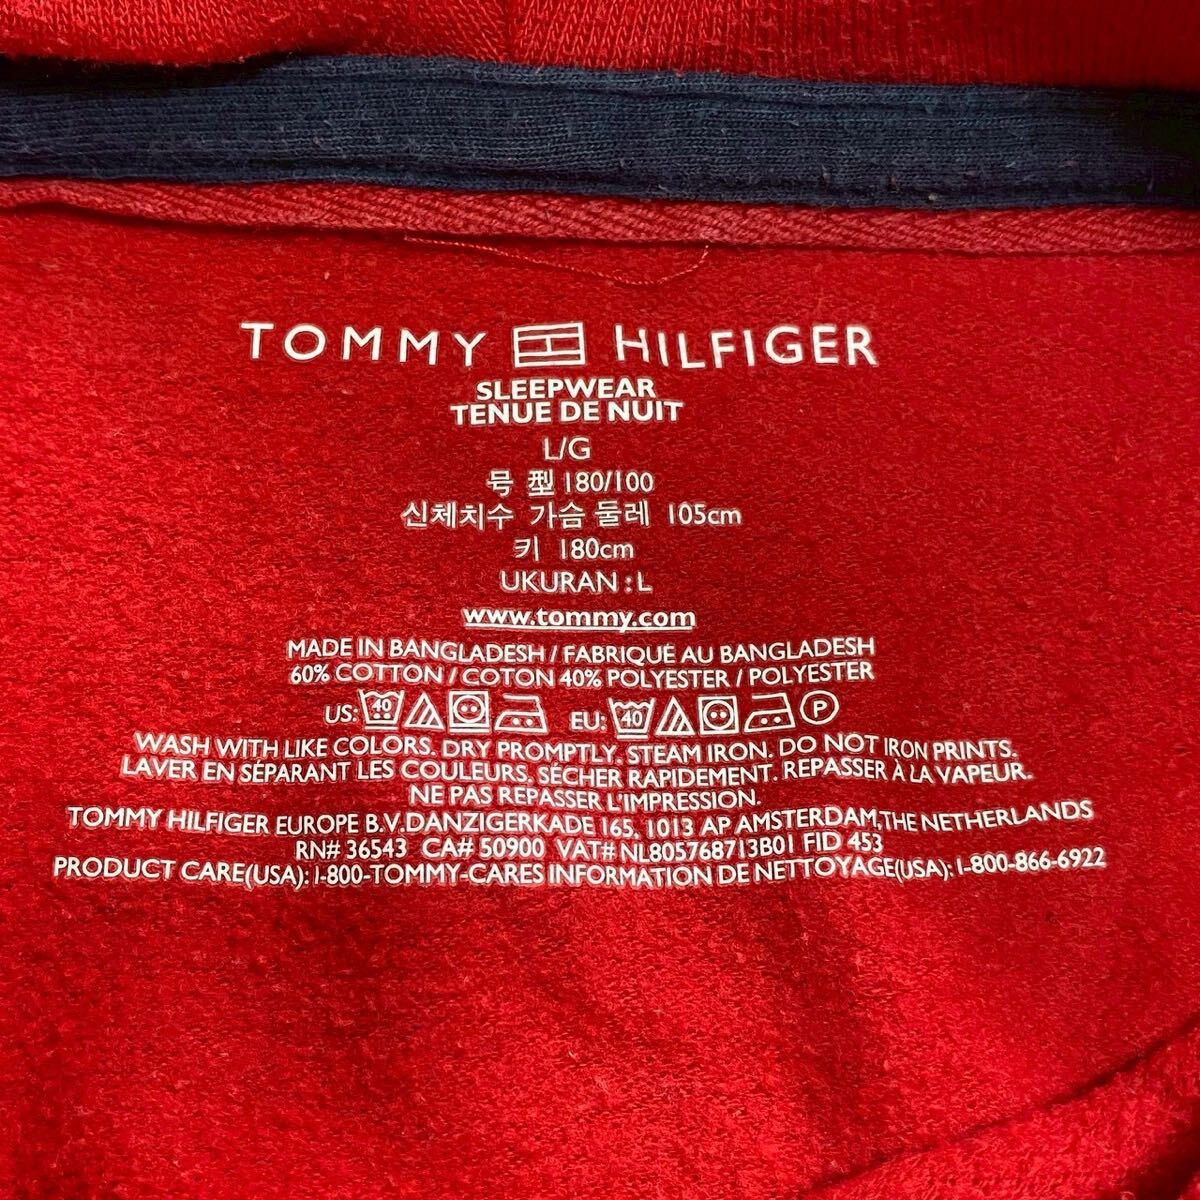 TOMMY HILFIGER
SLEEPWEAR
TENUE DE NUIT
L/G
号 型 180/100
신체치수 가슴 둘레 105cm
키 180cm
UKURAN : L
www.tommy.com
MADE IN BANGLADESH / FABRIQUÉ AU BANGLADESH
60% COTTON / COTON 40% POLYESTER / POLYESTER
US: 40 EU: 40 P
WASH WITH LIKE COLORS. DRY PROMPTLY. STEAM IRON. DO NOT IRON PRINTS.
LAVER EN SÉPARANT LES COULEURS. SÉCHER RAPIDEMENT. REPASSER À LA VAPEUR.
NE PAS REPASSER L'IMPRESSION.
TOMMY HILFIGER EUROPE B.V.DANZIGERKADE 165, 1013 AP AMSTERDAM,THE NETHERLANDS
RN# 36543 CA# 50900 VAT# NL805768713B01 FID 453
PRODUCT CARE(USA): 1-800-TOMMY-CARES INFORMATION DE NETTOYAGE(USA): 1-800-866-6922